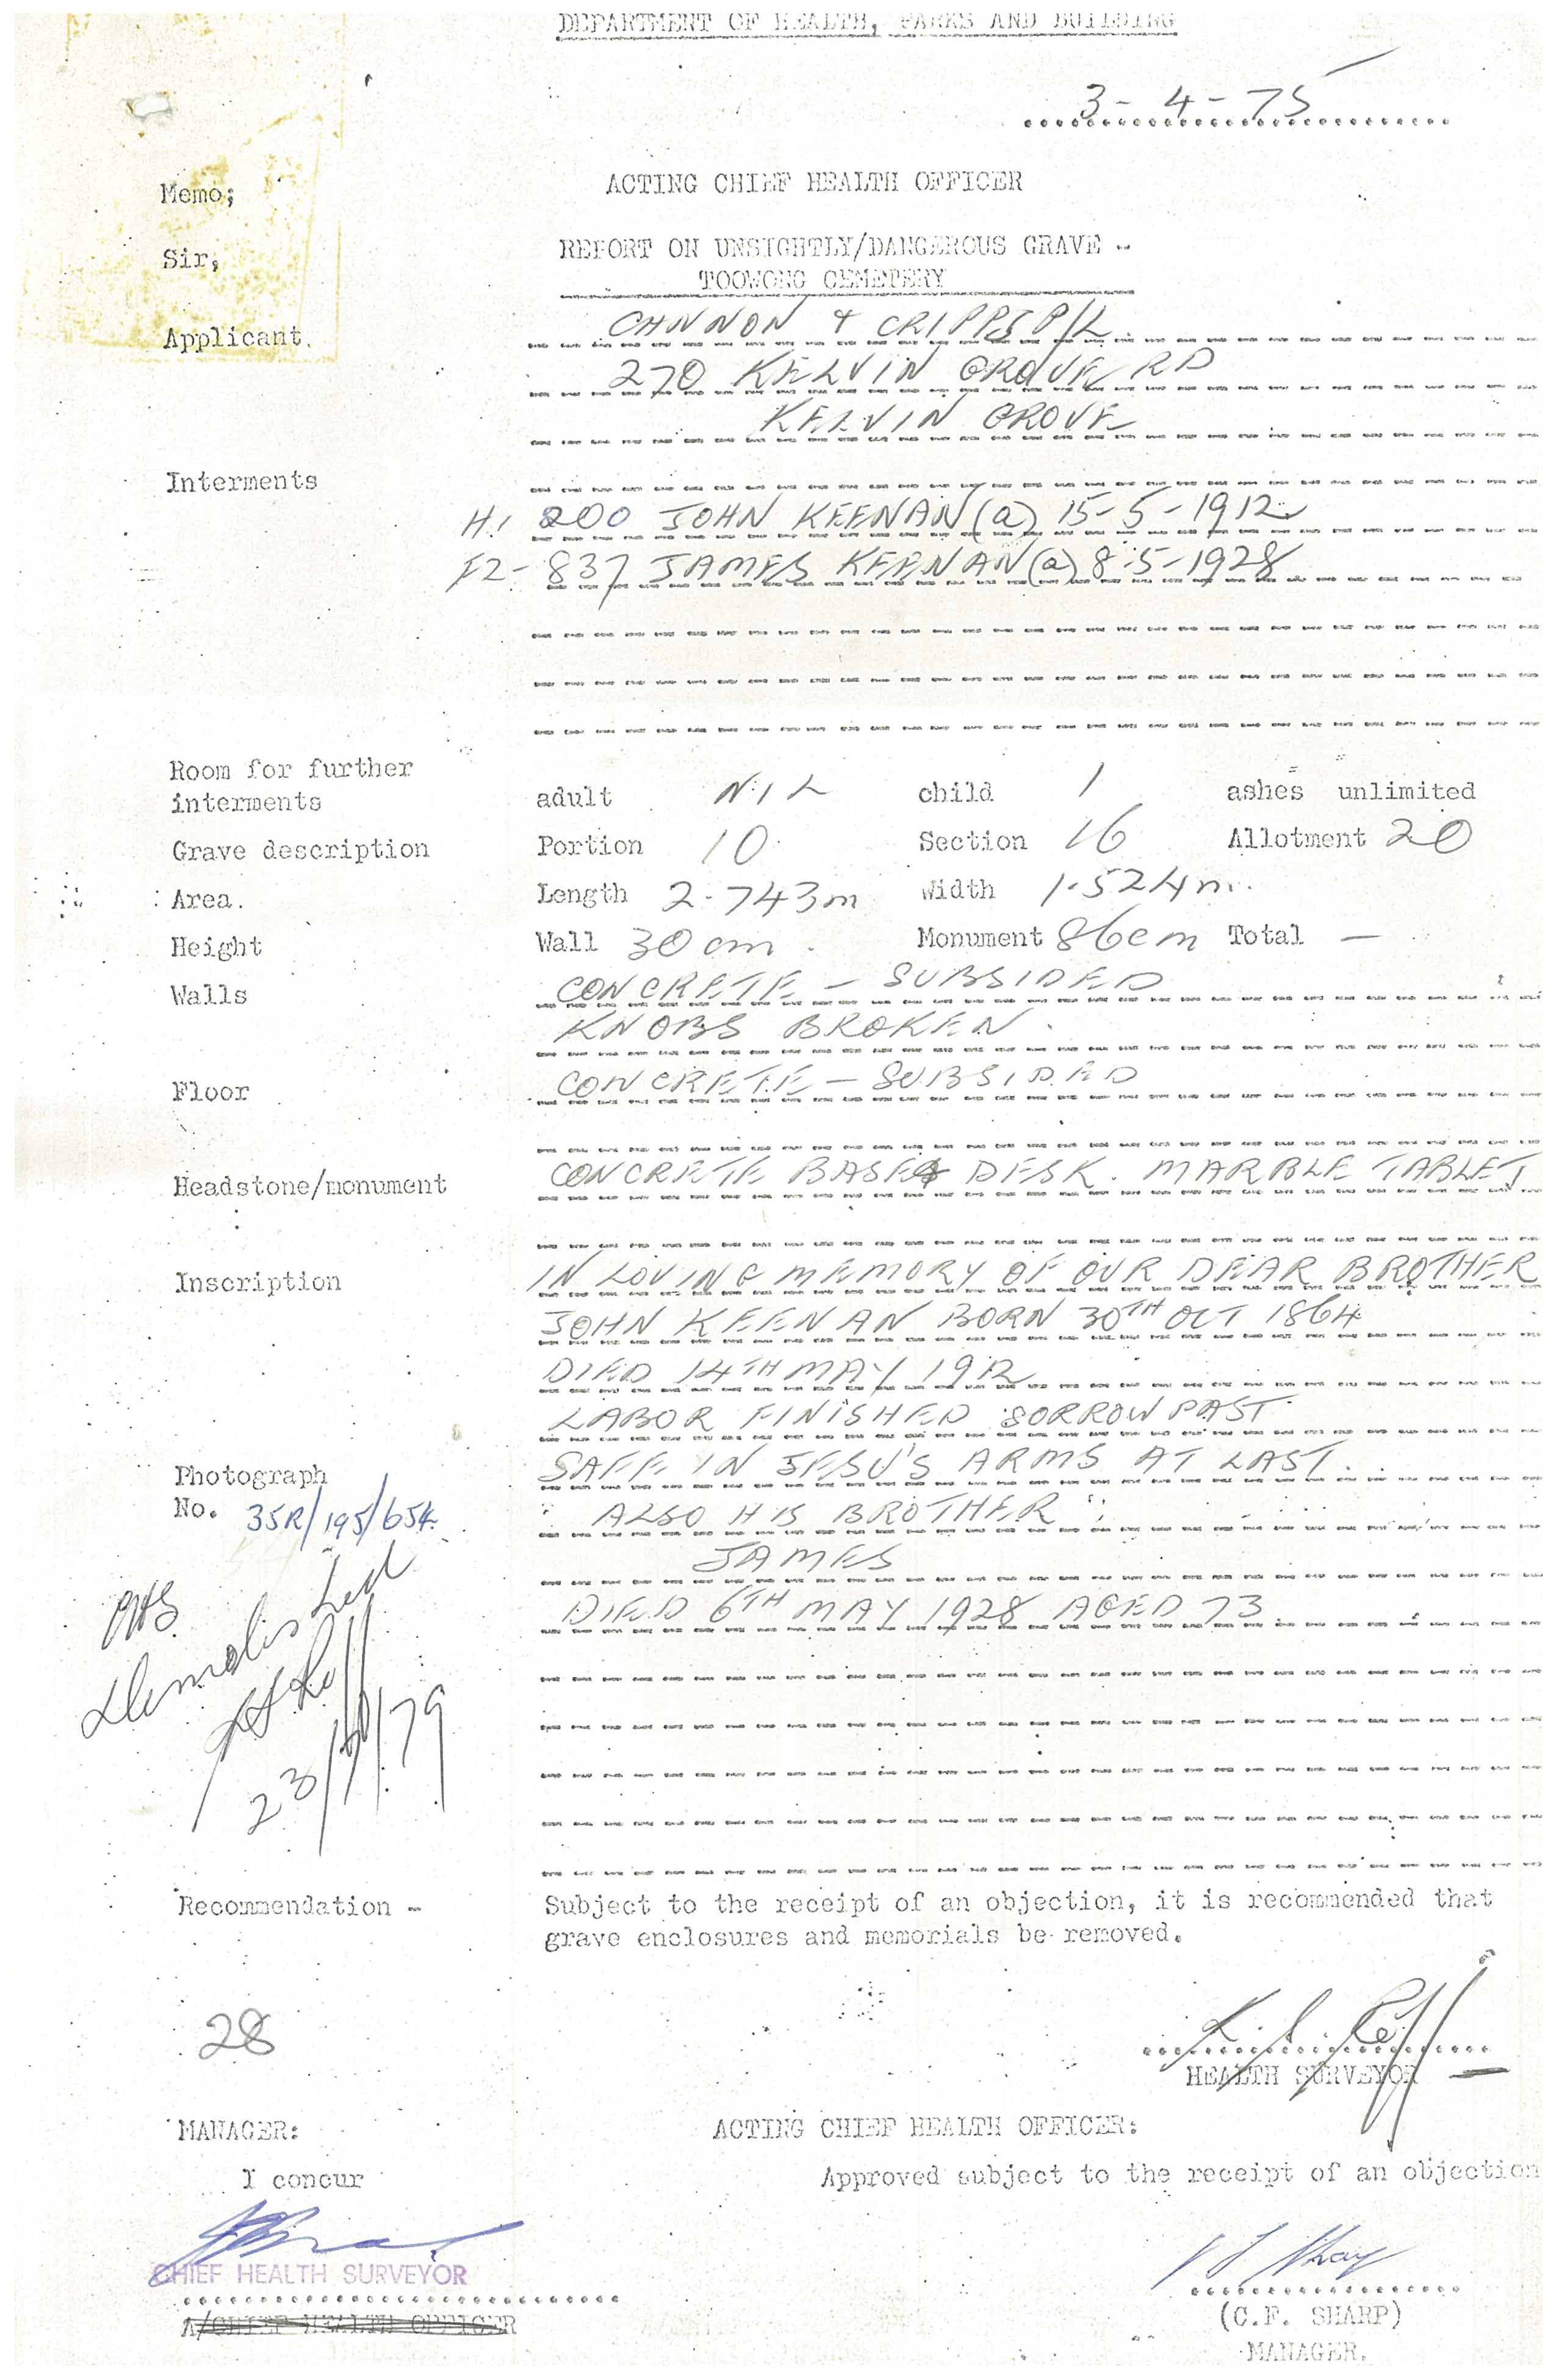 DEPARTMENT OF HEALTH, PARKS AND BUILDING
3-4-75
Memo; ACTING CHIEF HEALTH OFFICER
Sir, REPORT ON UNSIGHTLY/DANGEROUS GRAVE -
TOOWONG CEMETERY
Applicant. CANNON & CRIPPS P/L.
270 KELVIN GROVE RD
KELVIN GROVE
Interments
H.1 200 JOHN KEENAN (a) 15-5-1912
F2-837 JAMES KEENAN (a) 8-5-1928
Room for further
interments adult NIL child 1 ashes unlimited
Grave description Portion 10 Section 16 Allotment 20
Area. Length 2.743m Width 1.524m.
Height Wall 30 cm. Monument 86cm Total —
Walls CONCRETE - SUBSIDED
KNOBS BROKEN.
Floor CONCRETE - SUBSIDED
Headstone/monument CONCRETE BASE & DESK. MARBLE TABLET
Inscription IN LOVING MEMORY OF OUR DEAR BROTHER
JOHN KEENAN BORN 30TH OCT 1864
DIED 14TH MAY 1912
LABOR FINISHED SORROW PAST
SAFE IN JESU'S ARMS AT LAST.
Photograph
No. 35R/195/654. ALSO HIS BROTHER
JAMES
DIED 6TH MAY 1928 AGED 73
Demolished
79
Recommendation - Subject to the receipt of an objection, it is recommended that
grave enclosures and memorials be removed.
28
HEALTH SURVEYOR
MANAGER: ACTING CHIEF HEALTH OFFICER:
I concur Approved subject to the receipt of an objection
CHIEF HEALTH SURVEYOR
A/CHIEF HEALTH OFFICER
(C.F. SHARP)
MANAGER.